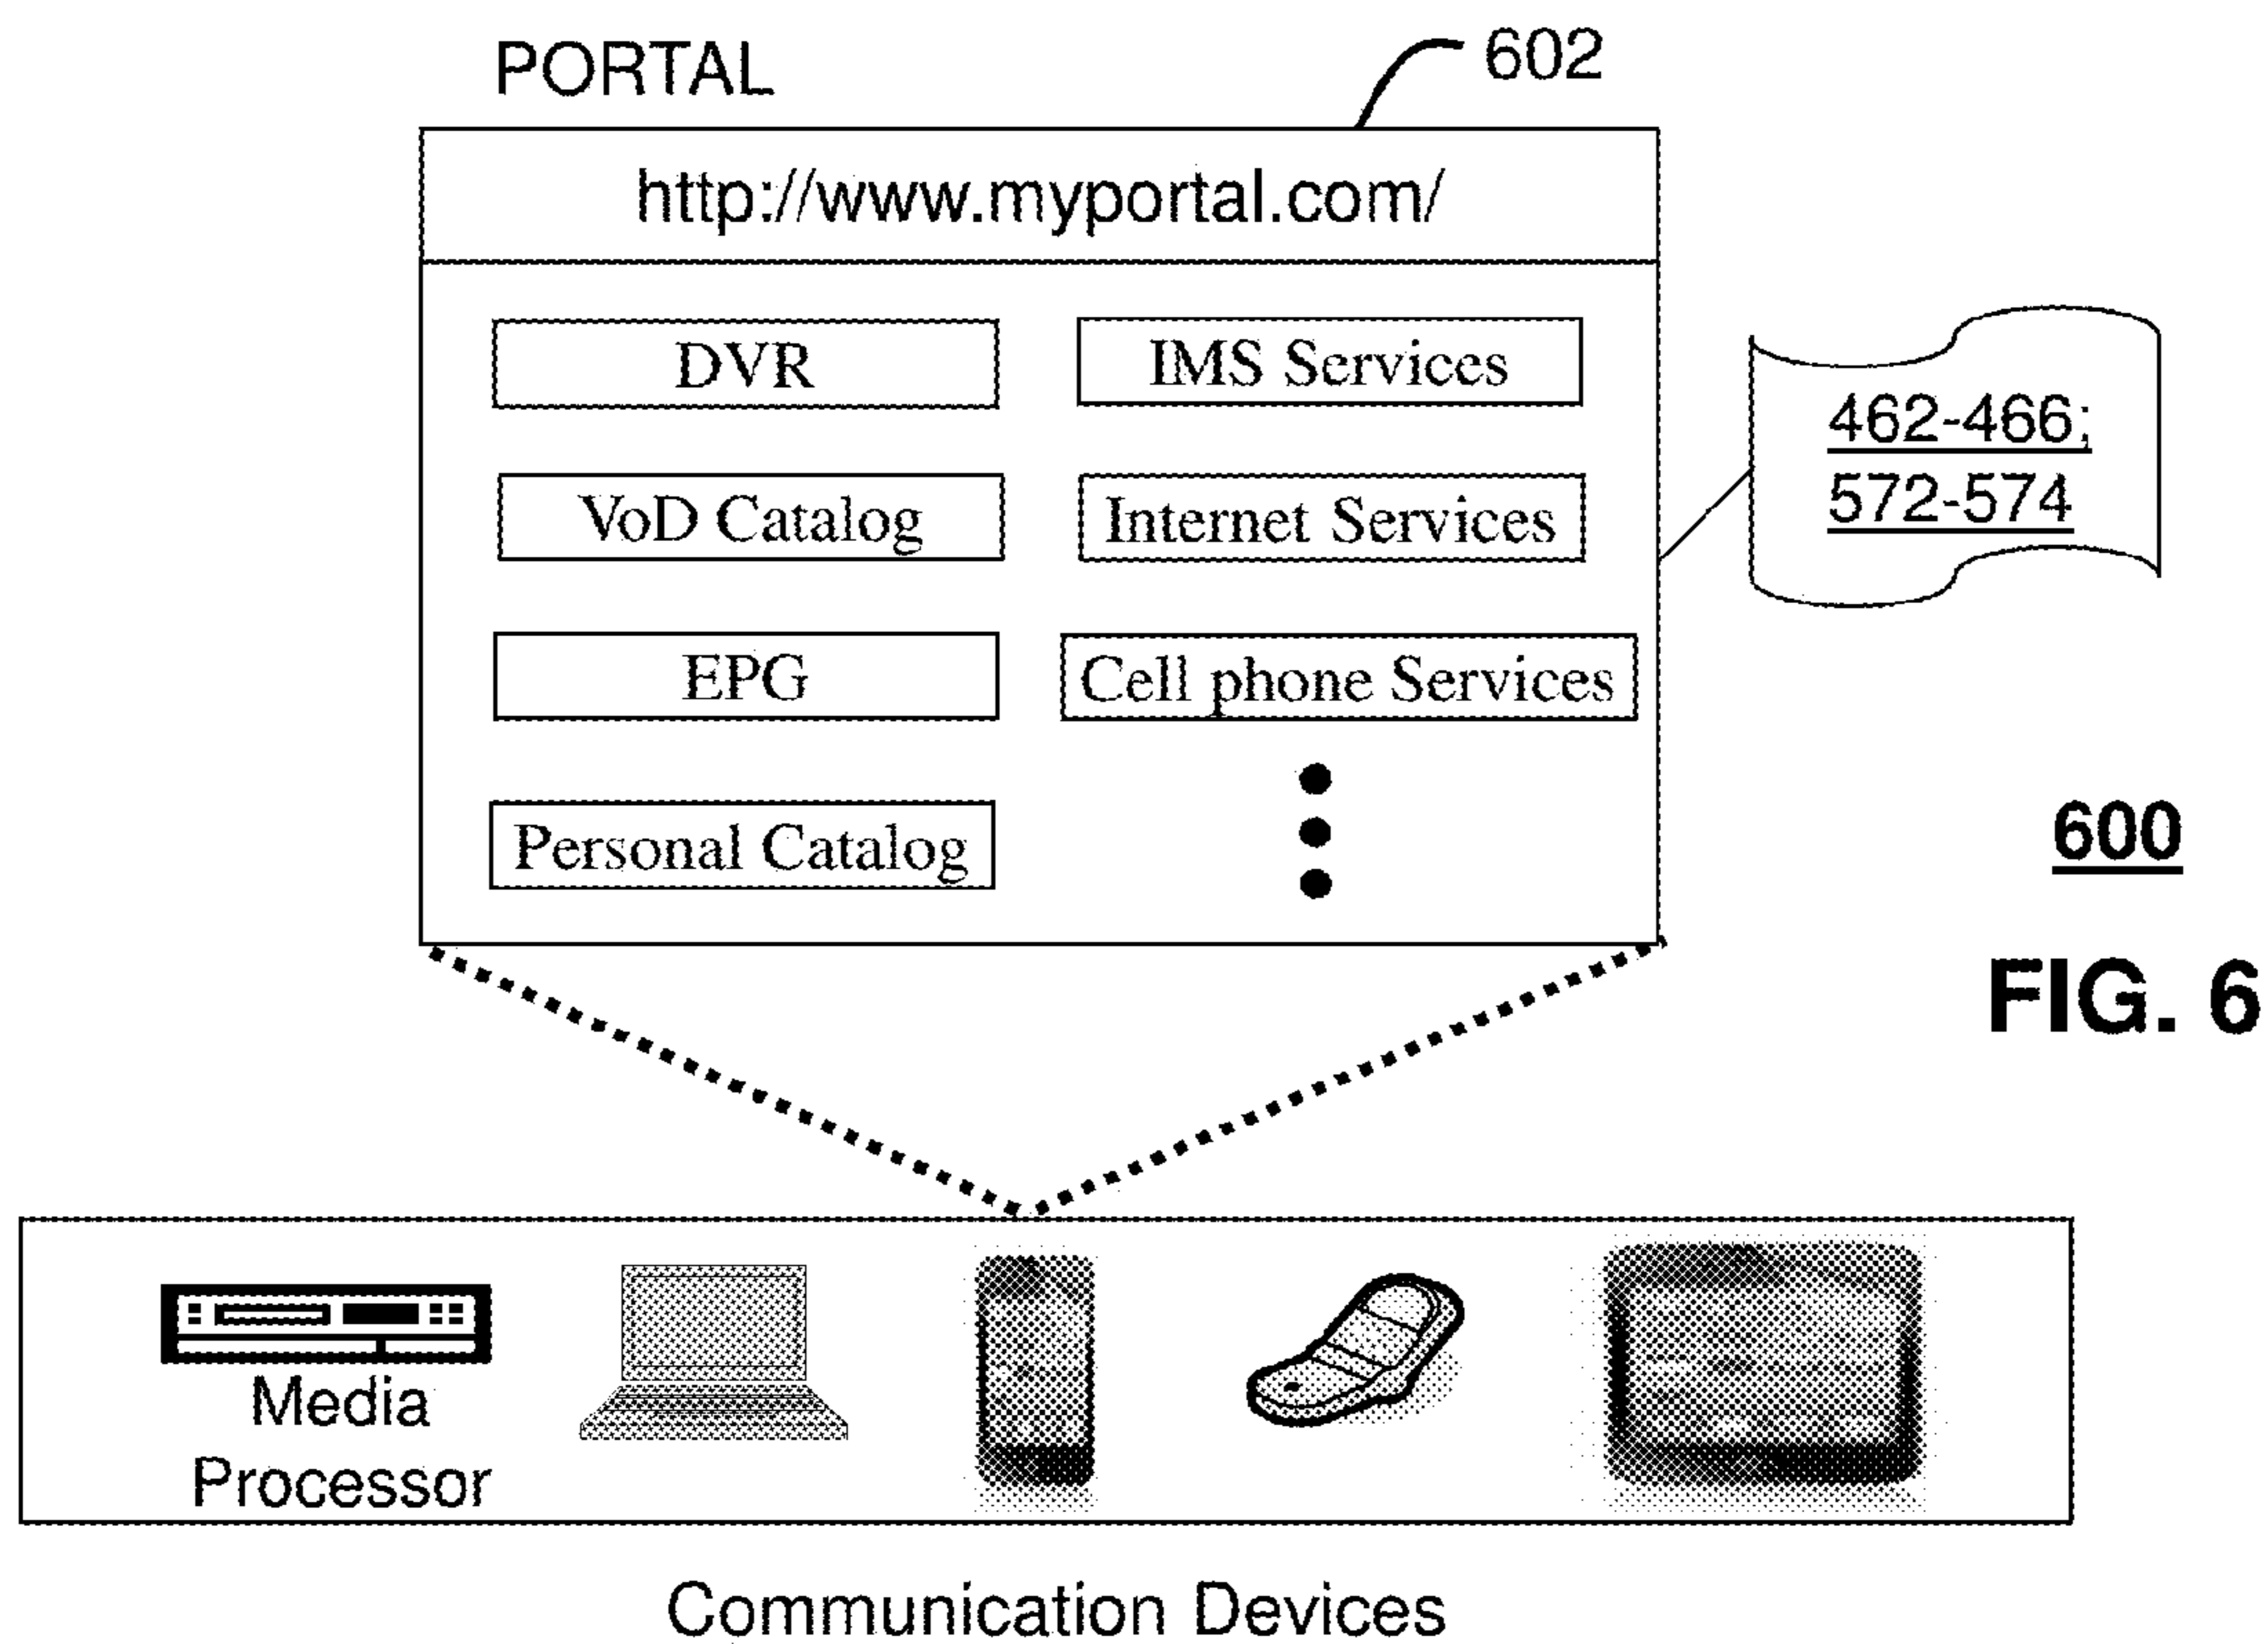 PORTAL
602
http://www.myportal.com/
DVR
IMS Services
VoD Catalog
Internet Services
EPG
Cell phone Services
Personal Catalog
462-466;
572-574
600
FIG. 6
Media
Processor
Communication Devices